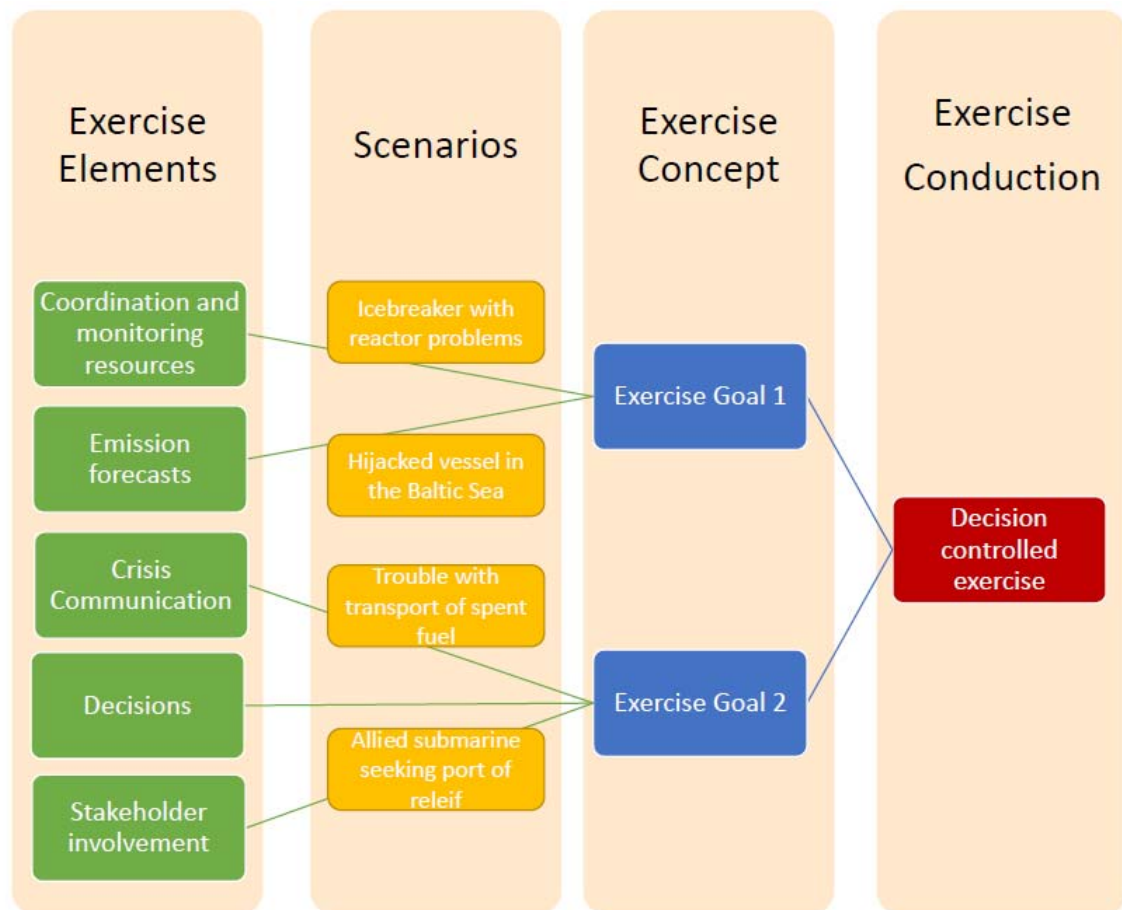 Exercise
Elements
Coordination and
monitoring
resources
Emission
forecasts
Crisis
Communication
Decisions
Stakeholder
involvement
Scenarios
Icebreaker with
reactor problems
Hijacked vessel in
the Baltic Sea
Trouble with
transport of spent
fuel
Allied submarine
seeking port of
releif
Exercise
Concept
Exercise Goal 1
Exercise Goal 2
Exercise
Conduction
Decision
controlled
exercise